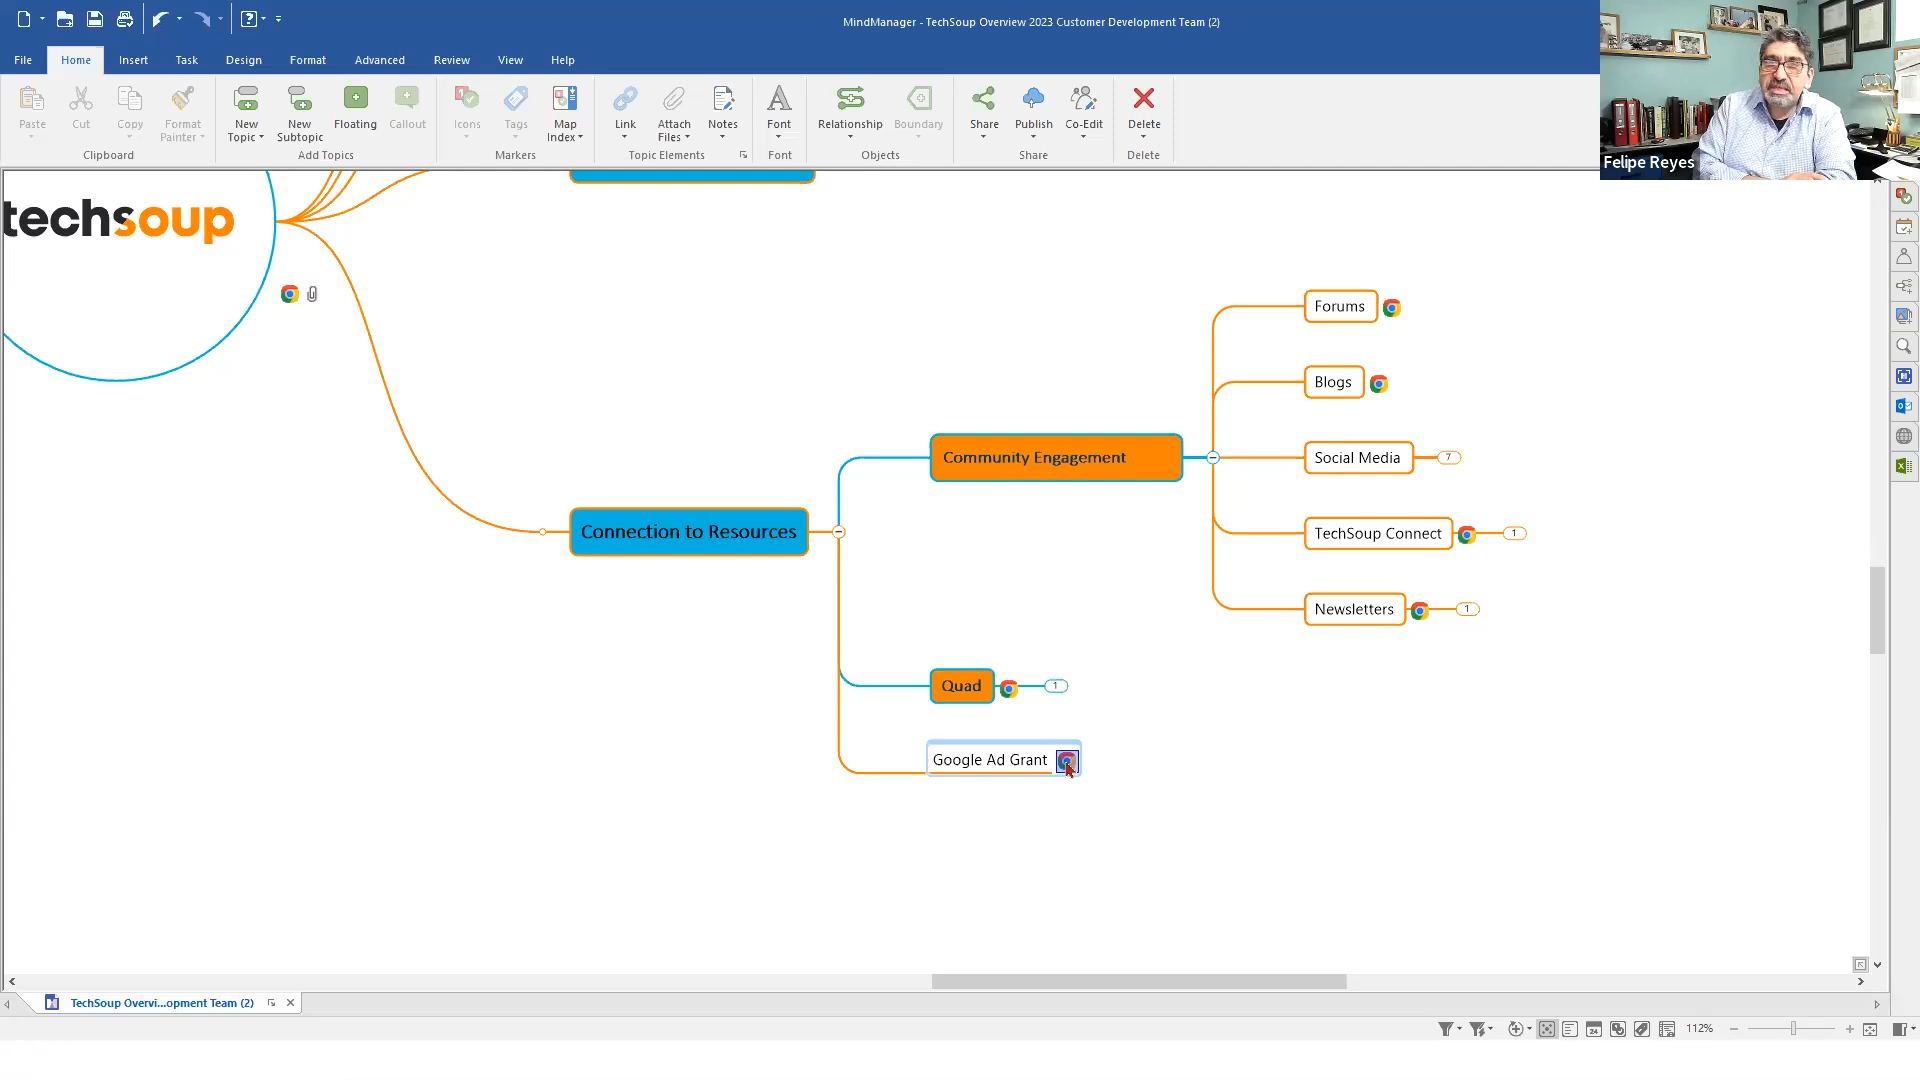 MindManager - TechSoup Overview 2023 Customer Development Team (2)
File
Home
Insert
Task
Design
Format
Advanced
Review
View
Help
Paste
Cut
Copy
Format
Painter
New
Topic
New
Subtopic
Floating
Callout
Icons
Tags
Map
Index
Link
Attach
Files
Notes
Font
Relationship
Boundary
Share
Publish
Co-Edit
Delete
Clipboard
Add Topics
Markers
Topic Elements
Font
Objects
Share
Delete
Felipe Reyes
techsoup
Forums
Blogs
Community Engagement
Social Media
7
Connection to Resources
TechSoup Connect
1
Newsletters
1
Quad
1
Google Ad Grant
TechSoup Overvi...opment Team (2)
24
112%